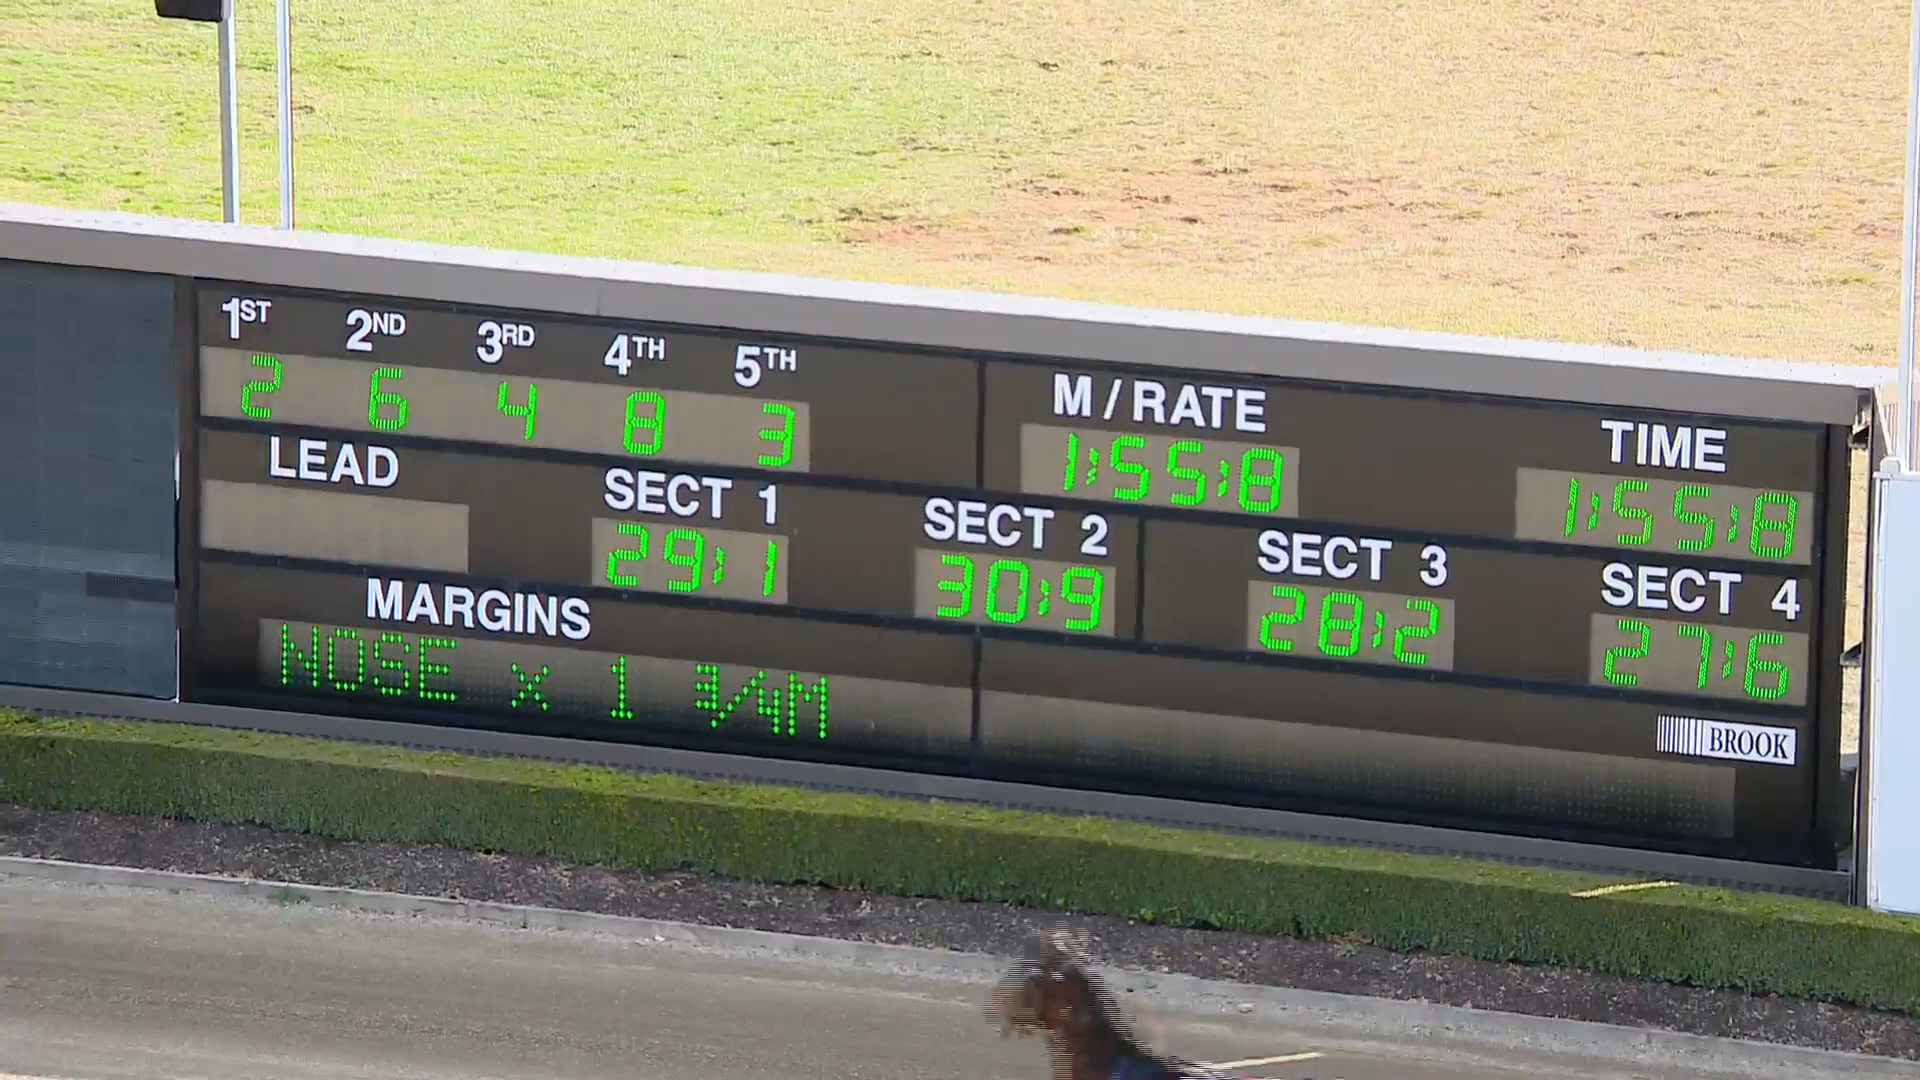 1ST 2ND 3RD 4TH 5TH
2 6 4 8 3
M / RATE
1:55:8
TIME
1:55:8
LEAD
SECT 1
29:1
SECT 2
30:9
SECT 3
28:2
SECT 4
27:6
MARGINS
NOSE x 1 3/4M
BROOK